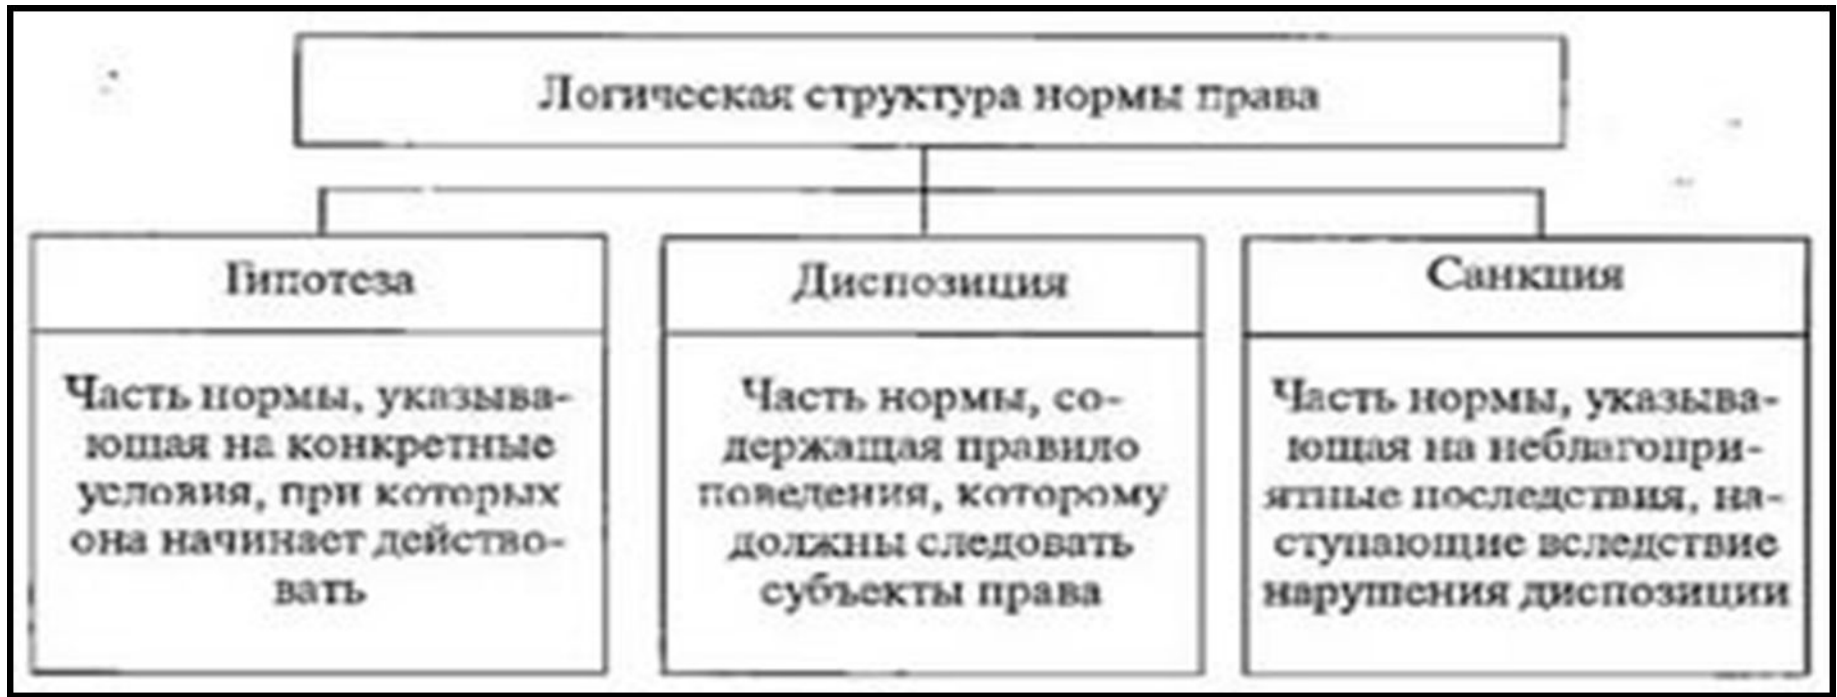 Логическая структура нормы права
Гипотеза
Часть нормы, указыва-
ющая на конкретные
условия, при которых
она начинает действо-
вать
Диспозиция
Часть нормы, со-
держащая правило
поведения, которому
должны следовать
субъекты права
Санкция
Часть нормы, указыва-
ющая на неблагопри-
ятные последствия, на-
ступающие вследствие
нарушения диспозиции